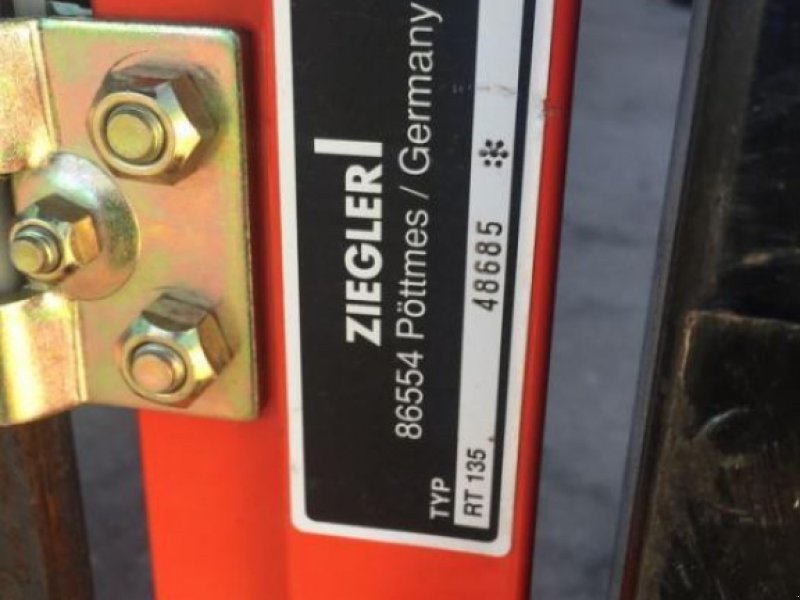 ZIEGLER
86554 Pöttmes / Germany
TYP
RT 135 48685 *